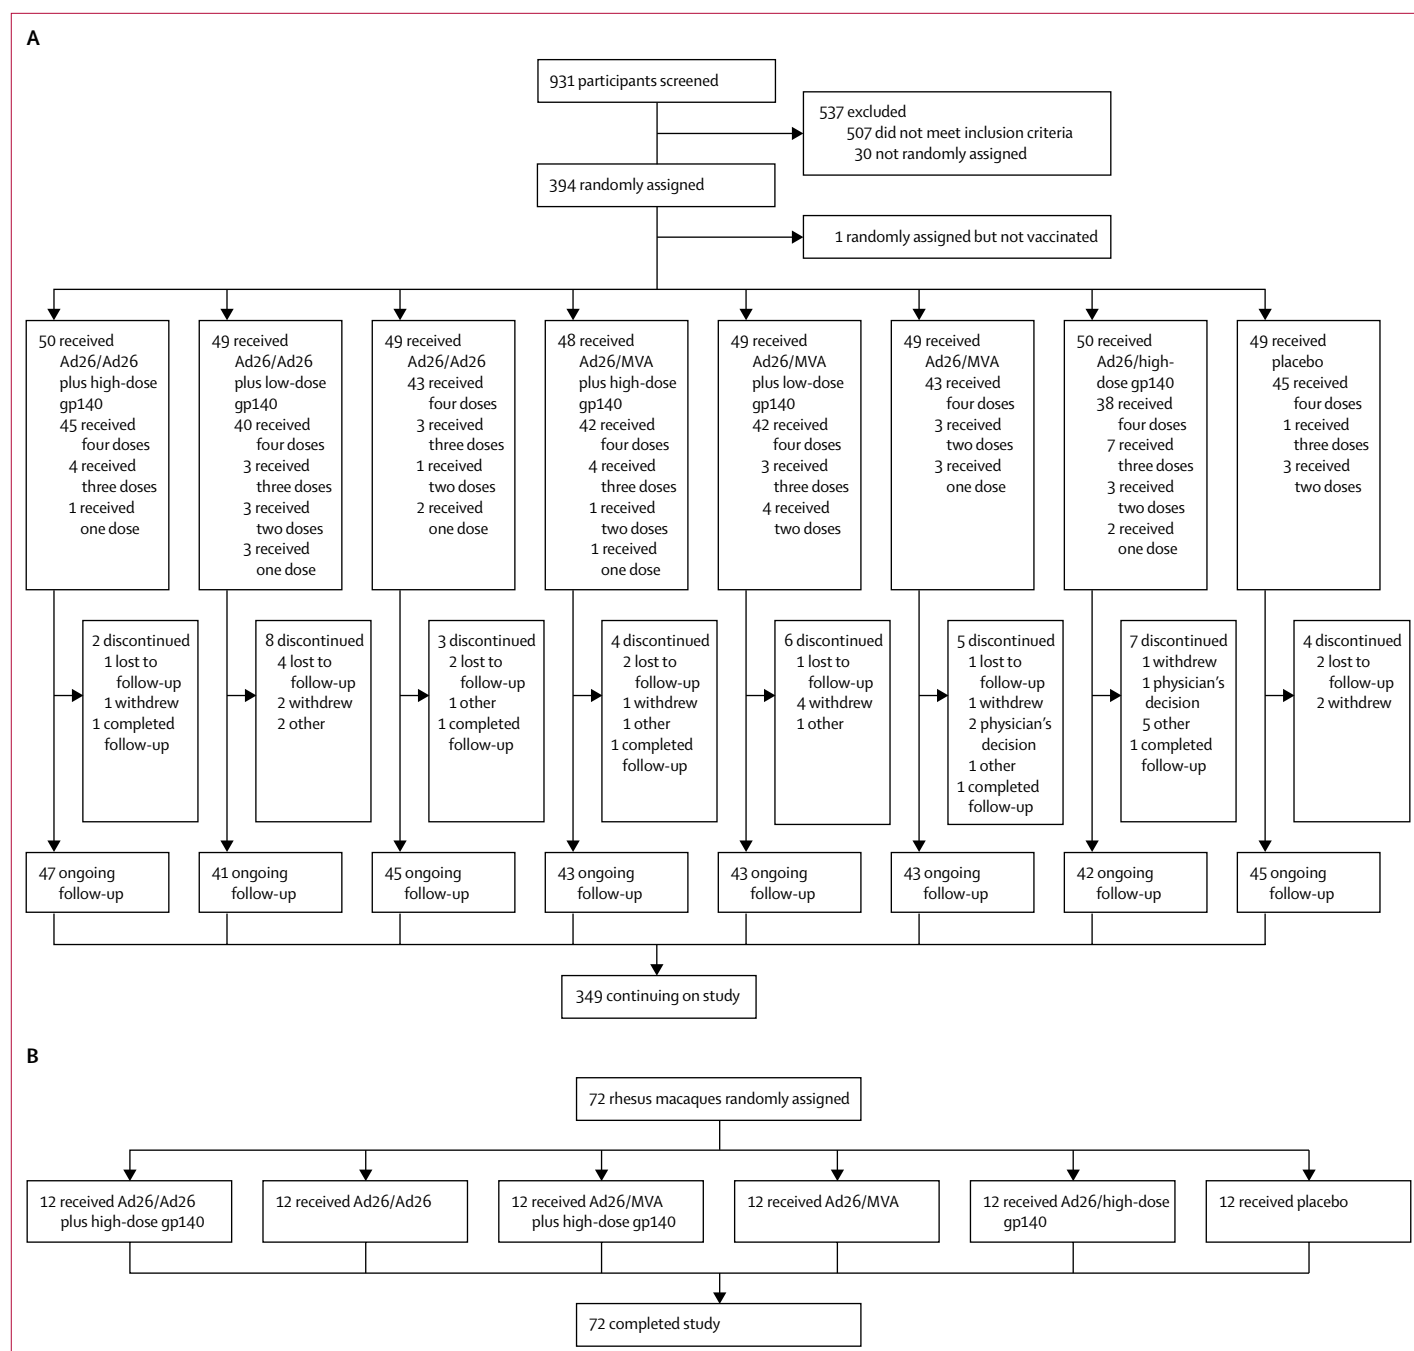 A
931 participants screened
537 excluded
507 did not meet inclusion criteria
30 not randomly assigned
394 randomly assigned
1 randomly assigned but not vaccinated
50 received
Ad26/Ad26
plus high-dose
gp140
45 received
four doses
4 received
three doses
1 received
one dose
49 received
Ad26/Ad26
plus low-dose
gp140
40 received
four doses
3 received
three doses
3 received
two doses
3 received
one dose
49 received
Ad26/Ad26
43 received
four doses
3 received
three doses
1 received
two doses
2 received
one dose
48 received
Ad26/MVA
plus high-dose
gp140
42 received
four doses
4 received
three doses
1 received
two doses
1 received
one dose
49 received
Ad26/MVA
plus low-dose
gp140
42 received
four doses
3 received
three doses
4 received
two doses
49 received
Ad26/MVA
43 received
four doses
3 received
two doses
3 received
one dose
50 received
Ad26/high-
dose gp140
38 received
four doses
7 received
three doses
3 received
two doses
2 received
one dose
49 received
placebo
45 received
four doses
1 received
three doses
3 received
two doses
2 discontinued
1 lost to
follow-up
1 withdrew
1 completed
follow-up
8 discontinued
4 lost to
follow-up
2 withdrew
2 other
3 discontinued
2 lost to
follow-up
1 other
1 completed
follow-up
4 discontinued
2 lost to
follow-up
1 withdrew
1 other
1 completed
follow-up
6 discontinued
1 lost to
follow-up
4 withdrew
1 other
5 discontinued
1 lost to
follow-up
1 withdrew
2 physician's
decision
1 other
1 completed
follow-up
7 discontinued
1 withdrew
1 physician's
decision
5 other
1 completed
follow-up
4 discontinued
2 lost to
follow-up
2 withdrew
47 ongoing
follow-up
41 ongoing
follow-up
45 ongoing
follow-up
43 ongoing
follow-up
43 ongoing
follow-up
43 ongoing
follow-up
42 ongoing
follow-up
45 ongoing
follow-up
349 continuing on study
B
72 rhesus macaques randomly assigned
12 received Ad26/Ad26
plus high-dose gp140
12 received Ad26/Ad26
12 received Ad26/MVA
plus high-dose gp140
12 received Ad26/MVA
12 received Ad26/high-dose
gp140
12 received placebo
72 completed study